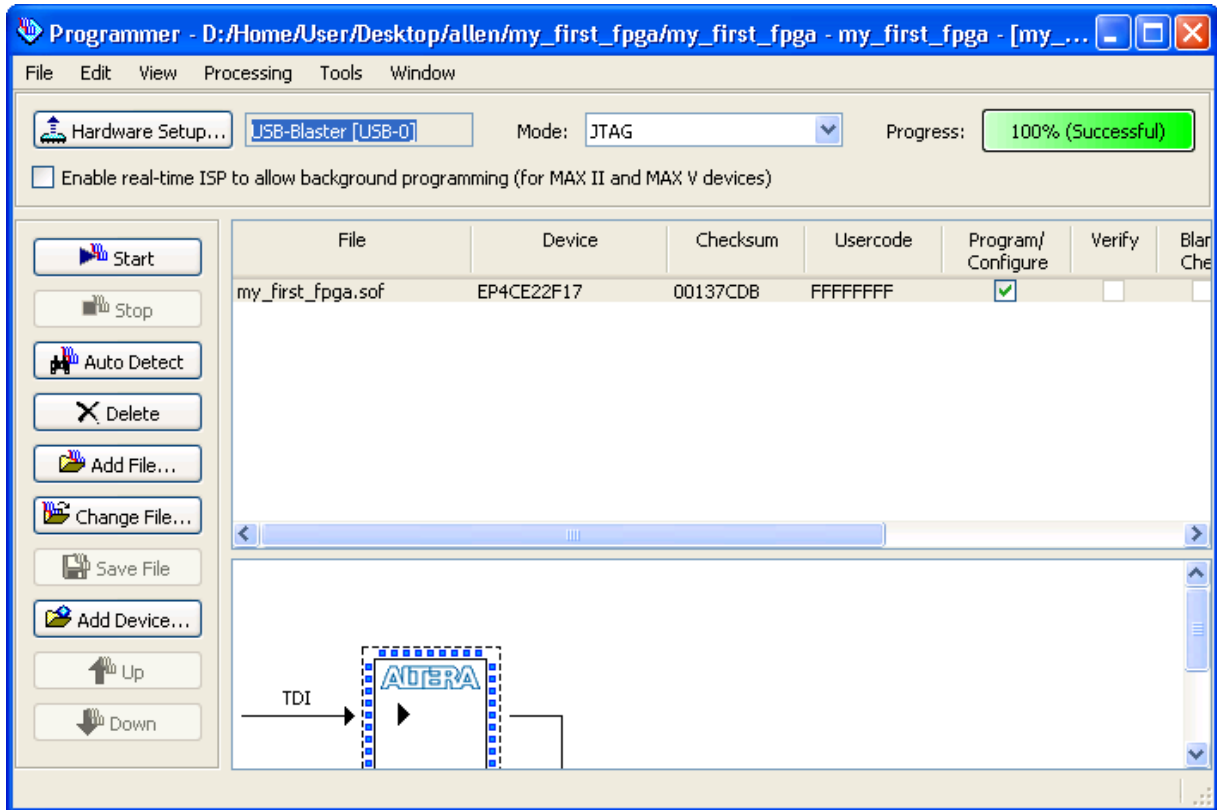 Programmer - D:/Home/User/Desktop/allen/my_first_fpga/my_first_fpga - my_first_fpga - [my_...
File Edit View Processing Tools Window
Hardware Setup... USB-Blaster [USB-0] Mode: JTAG Progress: 100% (Successful)
Enable real-time ISP to allow background programming (for MAX II and MAX V devices)
Start
Stop
Auto Detect
Delete
Add File...
Change File...
Save File
Add Device...
Up
Down
File Device Checksum Usercode Program/ Verify Blan
Configure Che
my_first_fpga.sof EP4CE22F17 00137CDB FFFFFFFF
ALTERA
TDI